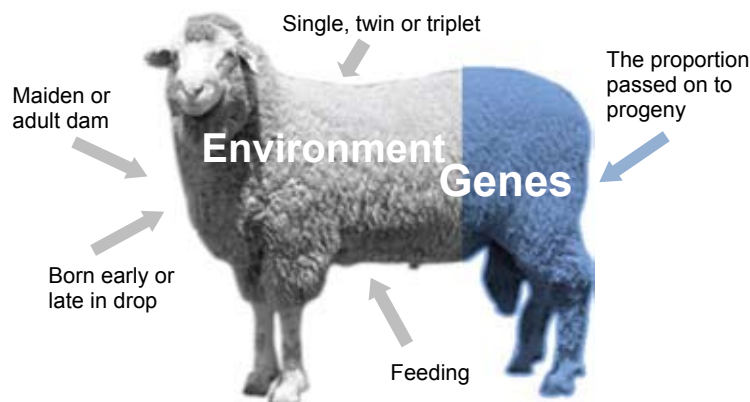 Single, twin or triplet
The proportion
passed on to
progeny
Maiden or
adult dam
Environment
Genes
Born early or
late in drop
Feeding